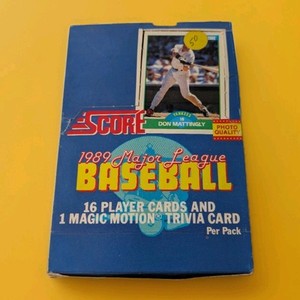 DON MATTINGLY
SCORE
PHOTO
QUALITY
1989 Major League
BASEBALL
16 PLAYER CARDS AND
1 MAGIC MOTION TRIVIA CARD
Per Pack